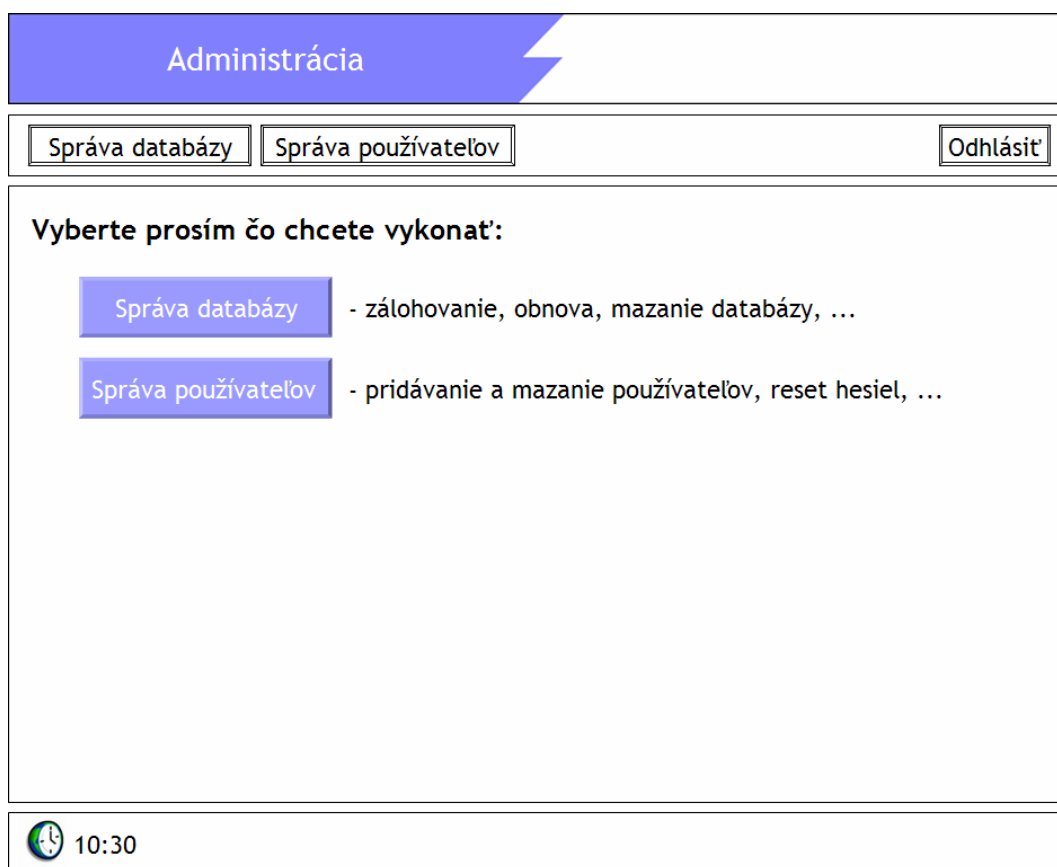 Administrácia
Správa databázy Správa používateľov Odhlásiť
Vyberte prosím čo chcete vykonať:
Správa databázy - zálohovanie, obnova, mazanie databázy, ...
Správa používateľov - pridávanie a mazanie používateľov, reset hesiel, ...
10:30